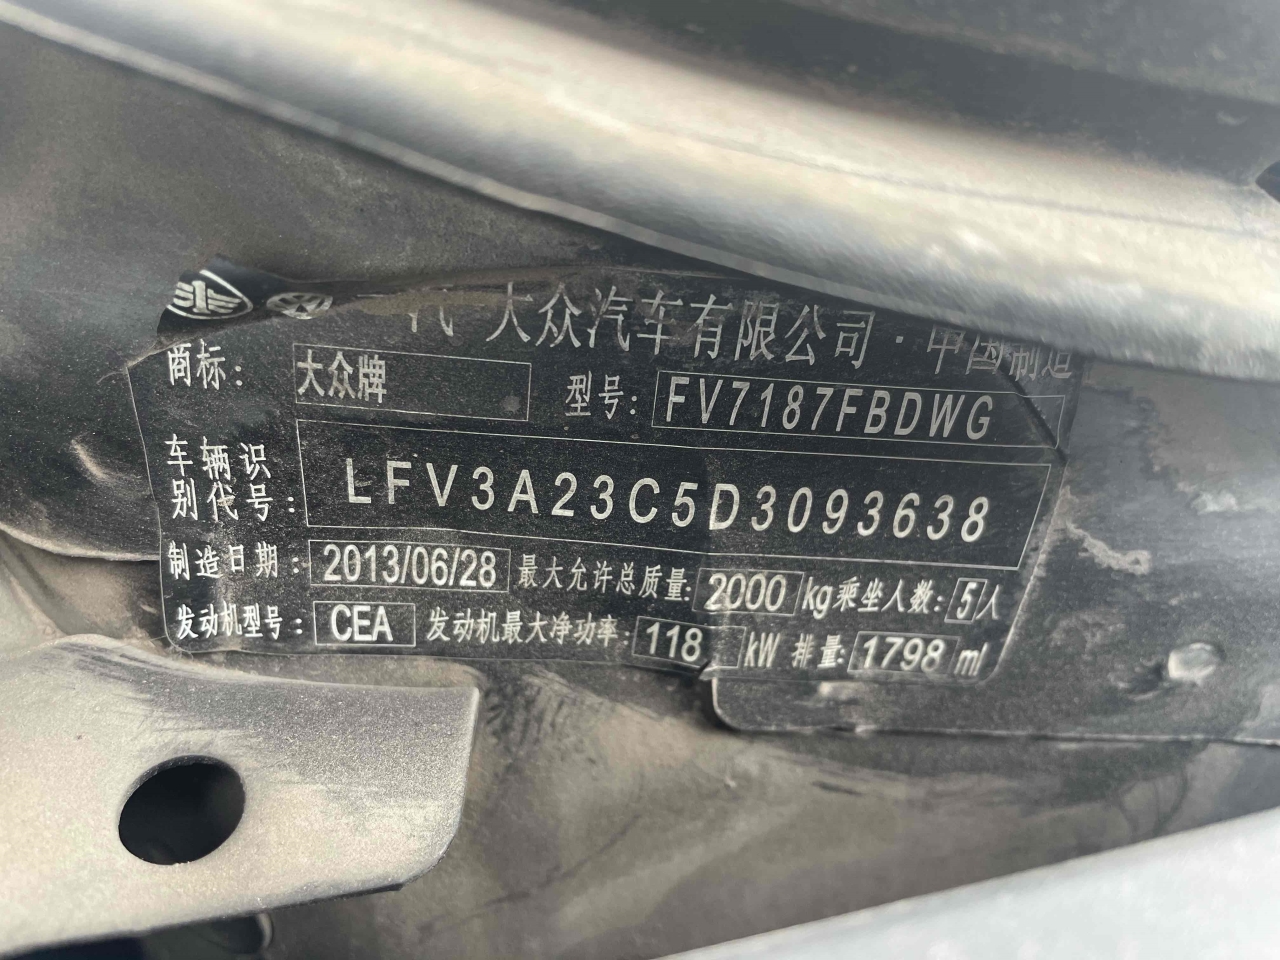 一汽-大众汽车有限公司·中国制造
商标: 大众牌 型号: FV7187FBDWG
车辆识别代号: LFV3A23C5D3093638
制造日期: 2013/06/28 最大允许总质量: 2000 kg 乘坐人数: 5人
发动机型号: CEA 发动机最大净功率: 118 kW 排量: 1798 ml